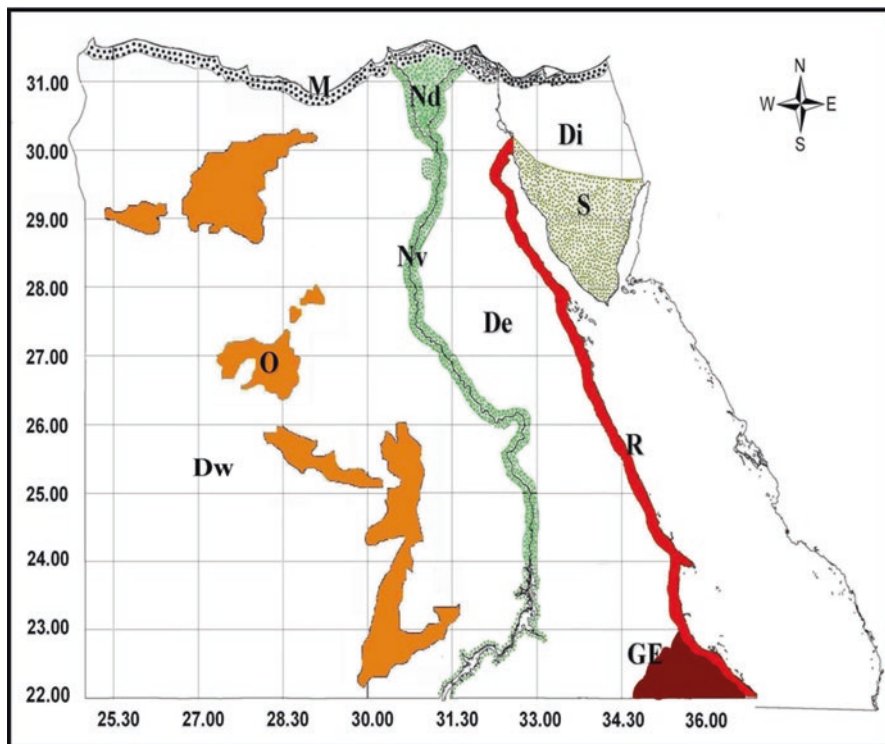 N
W E
S
31.00
30.00
29.00
28.00
27.00
26.00
25.00
24.00
23.00
22.00
M
Nd
Di
S
Nv
De
O
Dw
R
GE
25.30 27.00 28.30 30.00 31.30 33.00 34.30 36.00